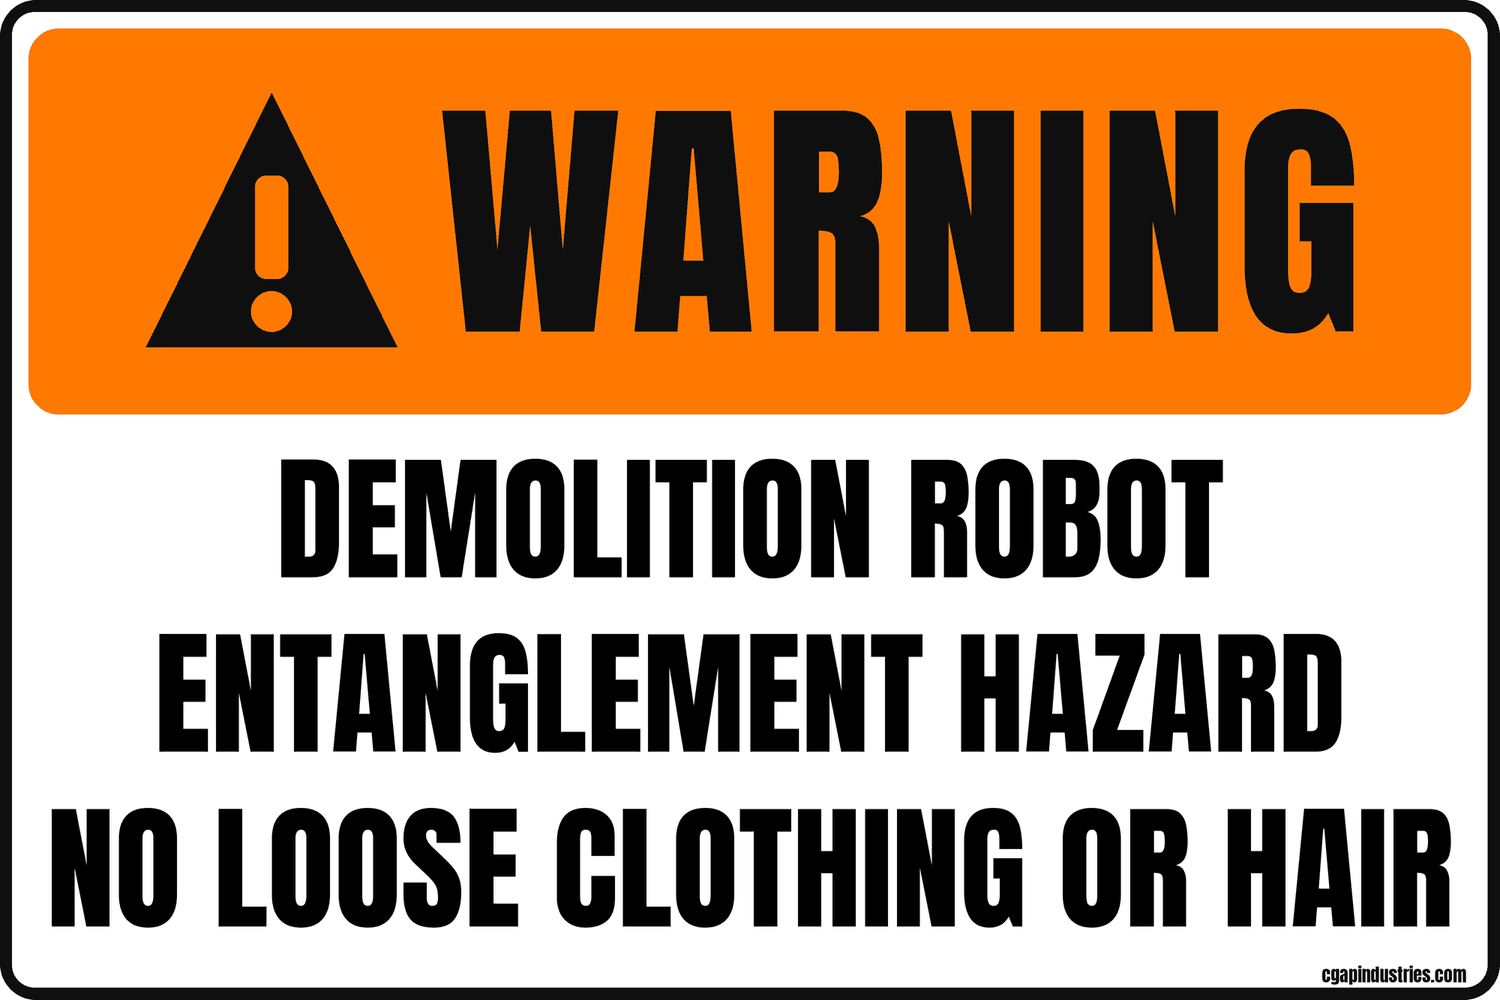 WARNING
DEMOLITION ROBOT
ENTANGLEMENT HAZARD
NO LOOSE CLOTHING OR HAIR
cgapindustries.com